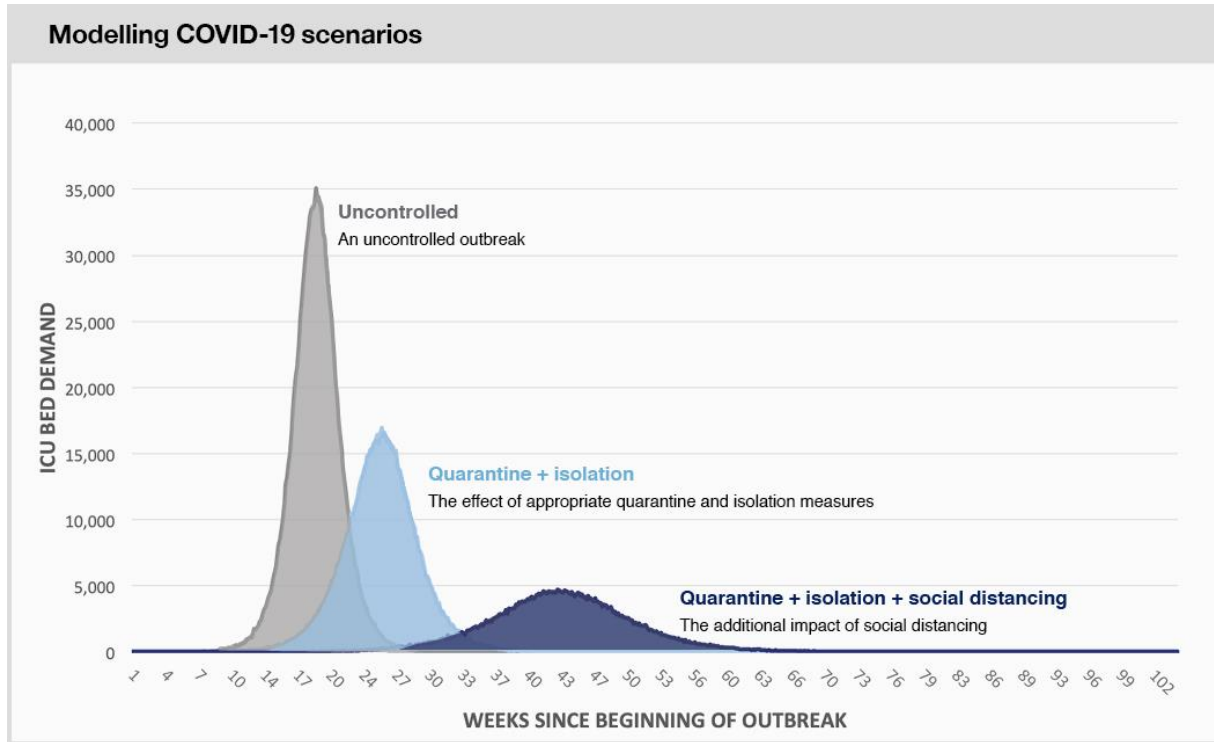 Modelling COVID-19 scenarios
40,000
35,000
Uncontrolled
An uncontrolled outbreak
30,000
25,000
20,000
15,000
Quarantine + isolation
The effect of appropriate quarantine and isolation measures
10,000
5,000
Quarantine + isolation + social distancing
The additional impact of social distancing
0
ICU BED DEMAND
1 4 7 10 14 17 20 24 27 30 33 37 40 43 47 50 53 56 60 63 66 70 73 76 79 83 86 89 93 96 99 102
WEEKS SINCE BEGINNING OF OUTBREAK